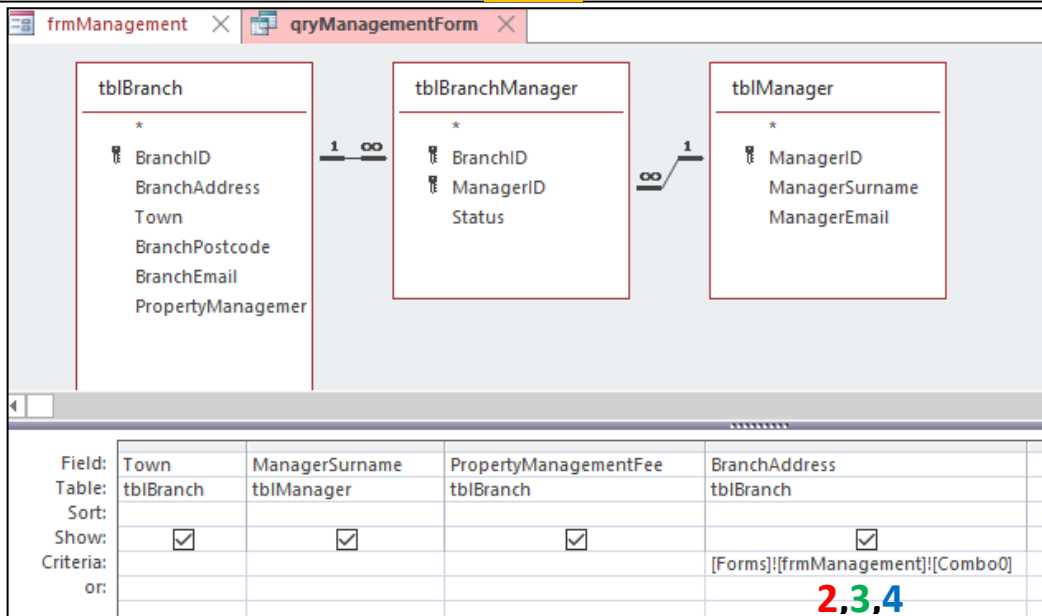 frmManagement
qryManagementForm
tblBranch
*
BranchID
BranchAddress
Town
BranchPostcode
BranchEmail
PropertyManagemer
1 ∞
tblBranchManager
*
BranchID
ManagerID
Status
∞ 1
tblManager
*
ManagerID
ManagerSurname
ManagerEmail
Field: Town ManagerSurname PropertyManagementFee BranchAddress
Table: tblBranch tblManager tblBranch tblBranch
Sort:
Show:
Criteria: [Forms]![frmManagement]![Combo0]
or:
2,3,4